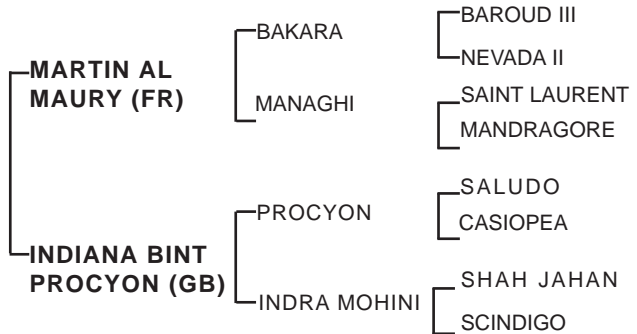 BAROUD III
BAKARA
NEVADA II
MARTIN AL
MAURY (FR)
SAINT LAURENT
MANAGHI
MANDRAGORE
SALUDO
PROCYON
CASIOPEA
INDIANA BINT
PROCYON (GB)
SHAH JAHAN
INDRA MOHINI
SCINDIGO